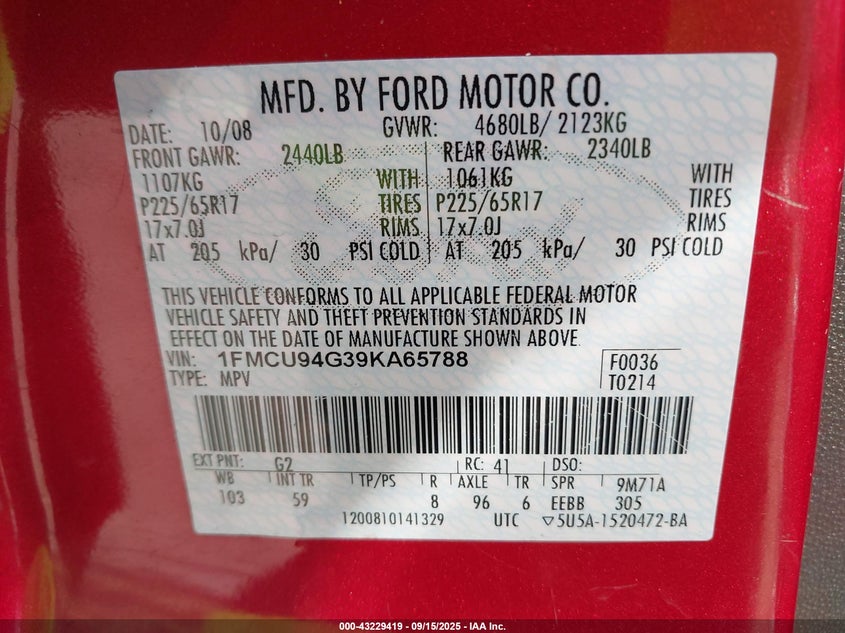 MFD. BY FORD MOTOR CO.
DATE: 10/08 GVWR: 4680LB/ 2123KG
FRONT GAWR: 2440LB REAR GAWR: 2340LB
1107KG WITH 1061KG WITH
P225/65R17 TIRES P225/65R17 TIRES
17x7.0J RIMS 17x7.0J RIMS
AT 205 kPa/ 30 PSI COLD AT 205 kPa/ 30 PSI COLD
THIS VEHICLE CONFORMS TO ALL APPLICABLE FEDERAL MOTOR
VEHICLE SAFETY AND THEFT PREVENTION STANDARDS IN
EFFECT ON THE DATE OF MANUFACTURE SHOWN ABOVE.
VIN: 1FMCU94G39KA65788 F0036
TYPE: MPV T0214
EXT PNT: G2 RC: 41 DSO:
WB INT TR TP/PS R AXLE TR SPR 9M71A
103 59 8 96 6 EEBB 305
1200810141329 UTC ▽5U5A-1520472-BA
000-43229419 - 09/15/2025 - IAA Inc.